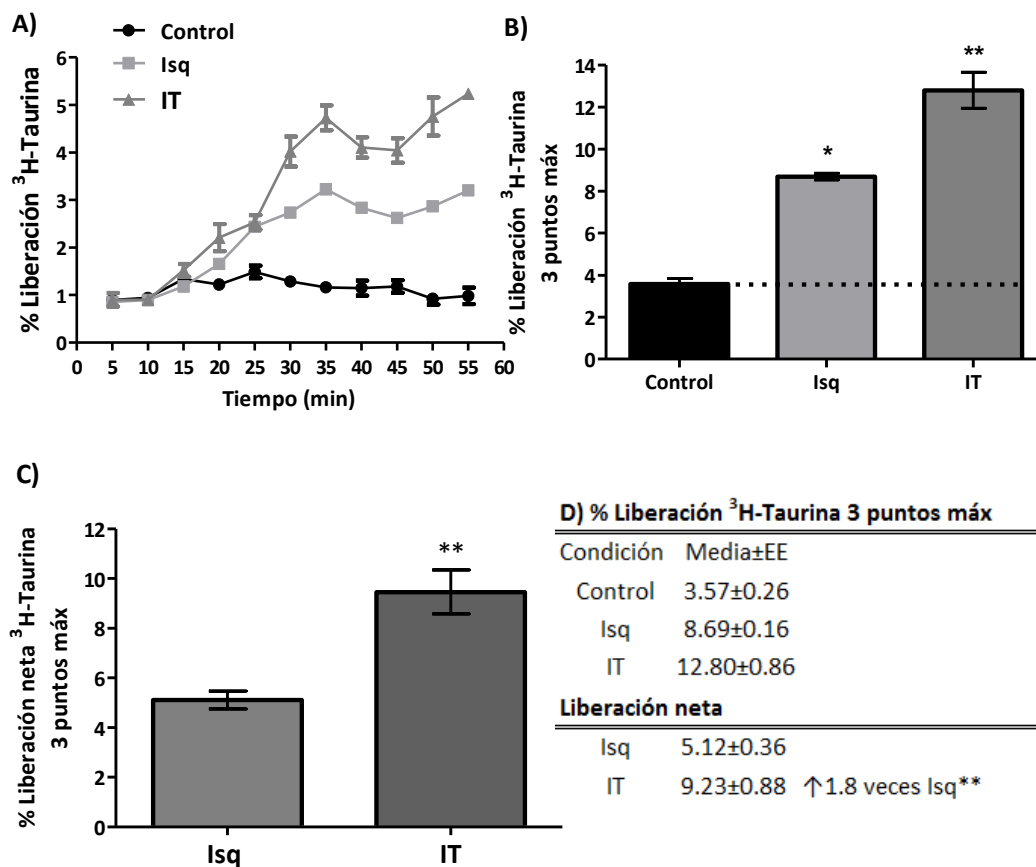 A)
Control
Isq
IT
% Liberación ³H-Taurina
6
5
4
3
2
1
0
0 5 10 15 20 25 30 35 40 45 50 55 60
Tiempo (min)
B)
% Liberación ³H-Taurina
3 puntos máx
14
12
10
8
6
4
2
0
*
**
Control Isq IT
C)
% Liberación neta ³H-Taurina
3 puntos máx
12
10
8
6
4
2
0
**
Isq IT
D) % Liberación ³H-Taurina 3 puntos máx
Condición Media±EE
Control 3.57±0.26
Isq 8.69±0.16
IT 12.80±0.86
Liberación neta
Isq 5.12±0.36
IT 9.23±0.88 ↑1.8 veces Isq**